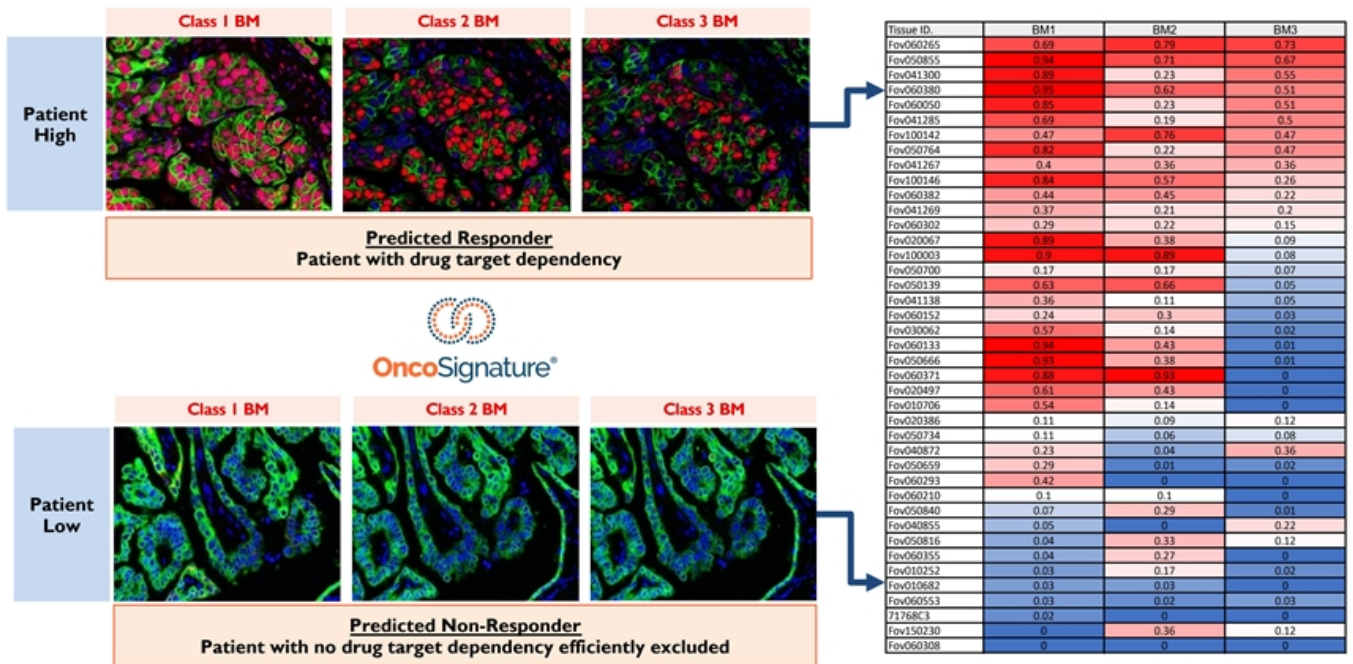 Class 1 BM Class 2 BM Class 3 BM
Patient
High
Predicted Responder
Patient with drug target dependency
OncoSignature®
Class 1 BM Class 2 BM Class 3 BM
Patient
Low
Predicted Non-Responder
Patient with no drug target dependency efficiently excluded
Tissue ID. BM1 BM2 BM3
Fov060265 0.69 0.79 0.73
Fov050855 0.94 0.71 0.67
Fov041300 0.89 0.23 0.55
Fov060380 0.95 0.62 0.51
Fov060050 0.85 0.23 0.51
Fov041285 0.69 0.19 0.5
Fov100142 0.47 0.76 0.47
Fov050764 0.82 0.22 0.47
Fov041267 0.4 0.36 0.36
Fov100146 0.84 0.57 0.26
Fov060382 0.44 0.45 0.22
Fov041269 0.37 0.21 0.2
Fov060302 0.29 0.22 0.15
Fov020067 0.89 0.38 0.09
Fov100003 0.9 0.89 0.08
Fov050700 0.17 0.17 0.07
Fov050139 0.63 0.66 0.05
Fov041138 0.36 0.11 0.05
Fov060152 0.24 0.3 0.03
Fov030062 0.57 0.14 0.02
Fov060133 0.94 0.43 0.01
Fov050666 0.93 0.38 0.01
Fov060371 0.88 0.93 0
Fov020497 0.61 0.43 0
Fov010706 0.54 0.14 0
Fov020386 0.11 0.09 0.12
Fov050734 0.11 0.06 0.08
Fov040872 0.23 0.04 0.36
Fov050659 0.29 0.01 0.02
Fov060293 0.42 0 0
Fov060210 0.1 0.1 0
Fov050840 0.07 0.29 0.01
Fov040855 0.05 0 0.22
Fov050816 0.04 0.33 0.12
Fov060355 0.04 0.27 0
Fov010252 0.03 0.17 0.02
Fov010682 0.03 0.03 0
Fov060553 0.03 0.02 0.03
71768C3 0.02 0 0
Fov150230 0 0.36 0.12
Fov060308 0 0 0